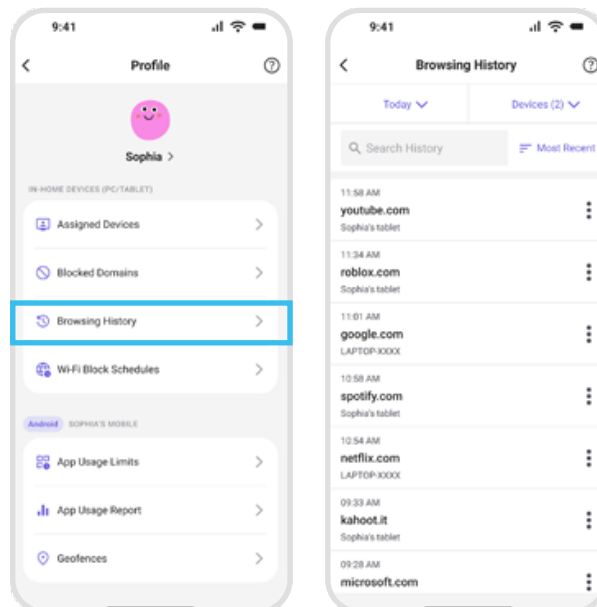 9:41
Profile
Sophia
IN-HOME DEVICES (PC/TABLET)
Assigned Devices
Blocked Domains
Browsing History
Wi-Fi Block Schedules
Android SOPHIA'S MOBILE
App Usage Limits
App Usage Report
Geofences
9:41
Browsing History
Today
Devices (2)
Search History
Most Recent
11:58 AM
youtube.com
Sophia's tablet
11:34 AM
roblox.com
Sophia's tablet
11:01 AM
google.com
LAPTOP-XXXX
10:58 AM
spotify.com
Sophia's tablet
10:54 AM
netflix.com
LAPTOP-XXXX
09:33 AM
kahoot.it
Sophia's tablet
09:28 AM
microsoft.com